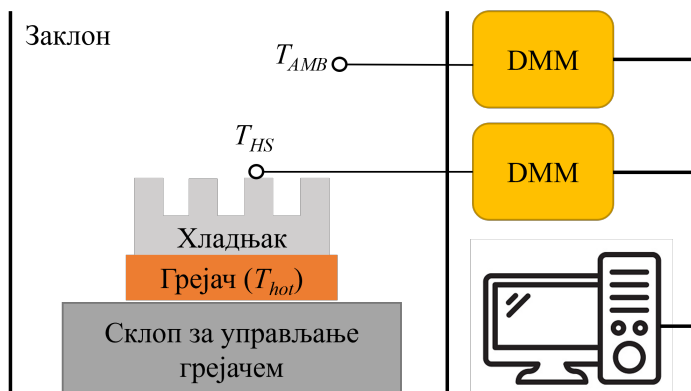 Заклон
T_AMB
DMM
T_HS
DMM
Хладњак
Грејач (T_hot)
Склоп за управљање
грејачем